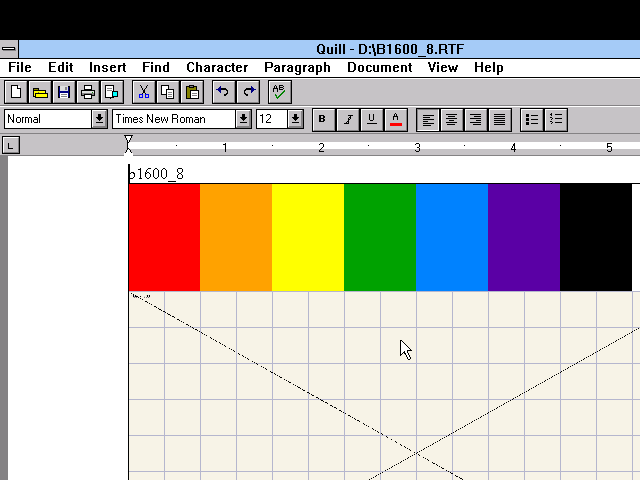 Quill - D:\B1600_8.RTF
File Edit Insert Find Character Paragraph Document View Help
ABC
Normal Times New Roman 12 B I U A
L 1 2 3 4 5
b1600_8